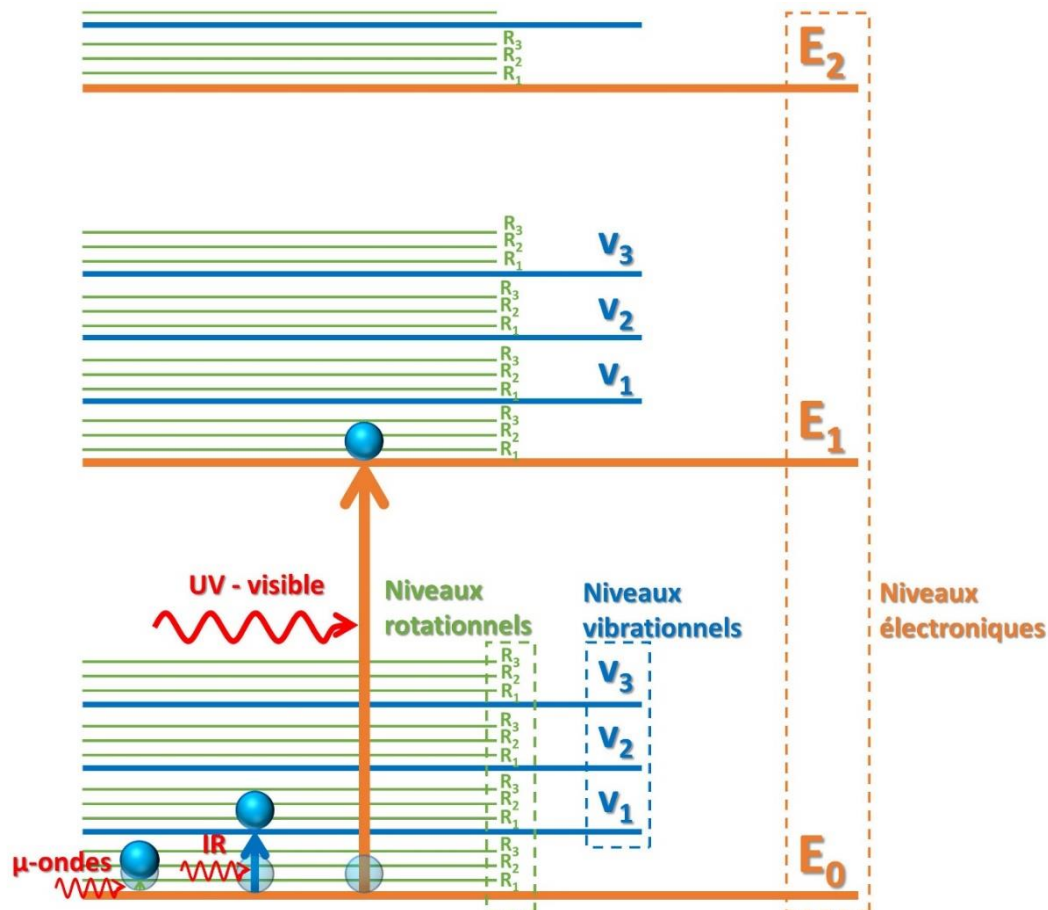 R₃
R₂
R₁
E₂
R₃
R₂
R₁
v₃
R₃
R₂
R₁
v₂
R₃
R₂
R₁
v₁
R₃
R₂
R₁
E₁
UV - visible
Niveaux
rotationnels
Niveaux
vibrationnels
Niveaux
électroniques
R₃
R₂
R₁
v₃
R₃
R₂
R₁
v₂
R₃
R₂
R₁
v₁
IR
μ-ondes
R₃
R₂
R₁
E₀